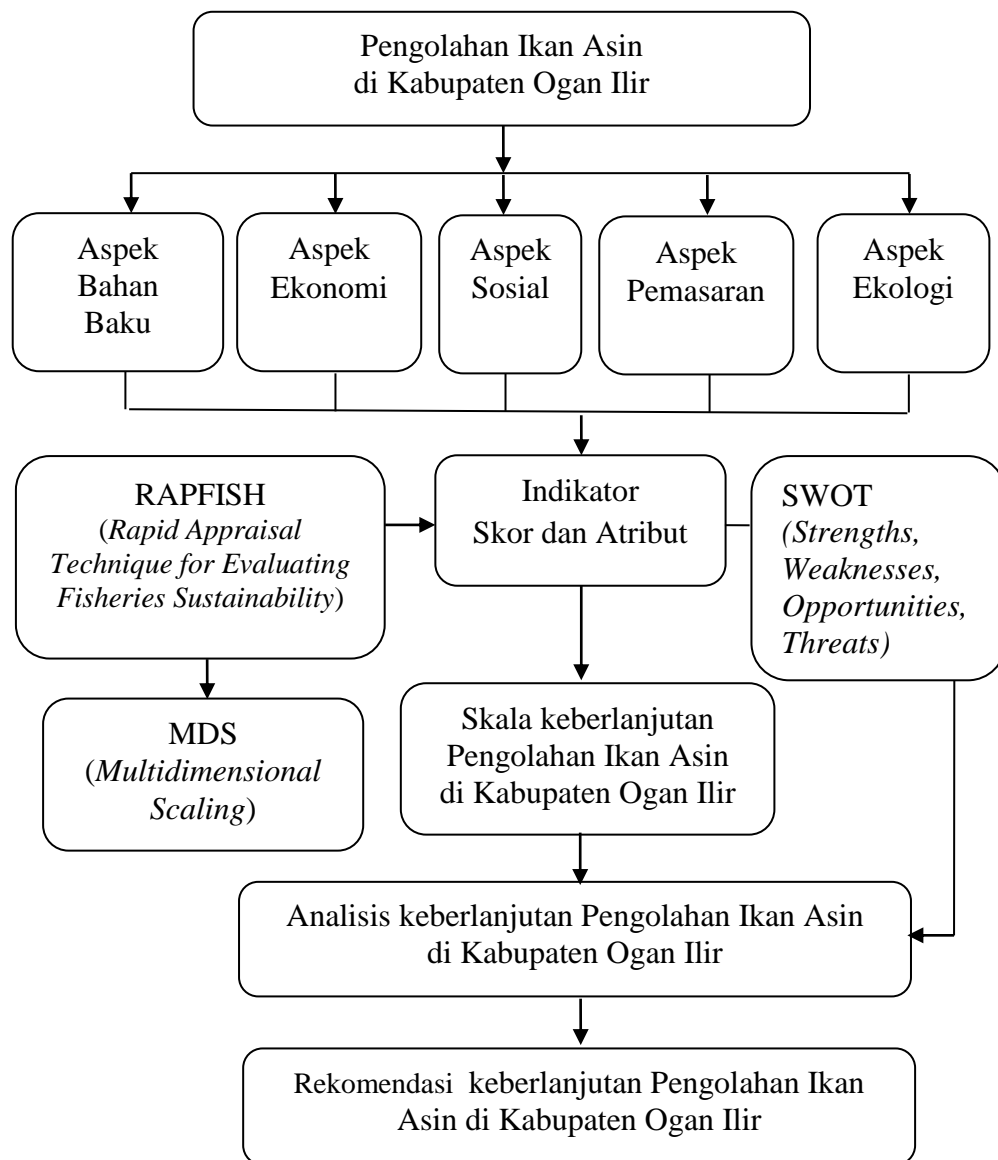 Pengolahan Ikan Asin
di Kabupaten Ogan Ilir
Aspek
Bahan
Baku
Aspek
Ekonomi
Aspek
Sosial
Aspek
Pemasaran
Aspek
Ekologi
RAPFISH
(Rapid Appraisal
Technique for Evaluating
Fisheries Sustainability)
Indikator
Skor dan Atribut
SWOT
(Strengths,
Weaknesses,
Opportunities,
Threats)
MDS
(Multidimensional
Scaling)
Skala keberlanjutan
Pengolahan Ikan Asin
di Kabupaten Ogan Ilir
Analisis keberlanjutan Pengolahan Ikan Asin
di Kabupaten Ogan Ilir
Rekomendasi keberlanjutan Pengolahan Ikan
Asin di Kabupaten Ogan Ilir